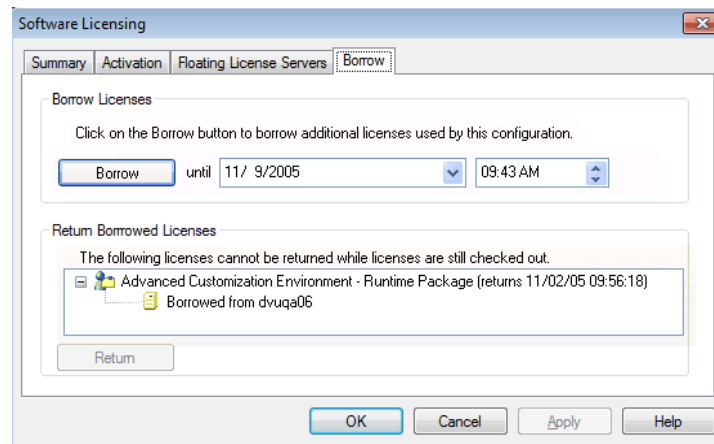 Software Licensing
Summary Activation Floating License Servers Borrow
Borrow Licenses
Click on the Borrow button to borrow additional licenses used by this configuration.
Borrow until 11/ 9/2005 09:43 AM
Return Borrowed Licenses
The following licenses cannot be returned while licenses are still checked out.
Advanced Customization Environment - Runtime Package (returns 11/02/05 09:56:18)
Borrowed from dvuqa06
Return
OK Cancel Apply Help